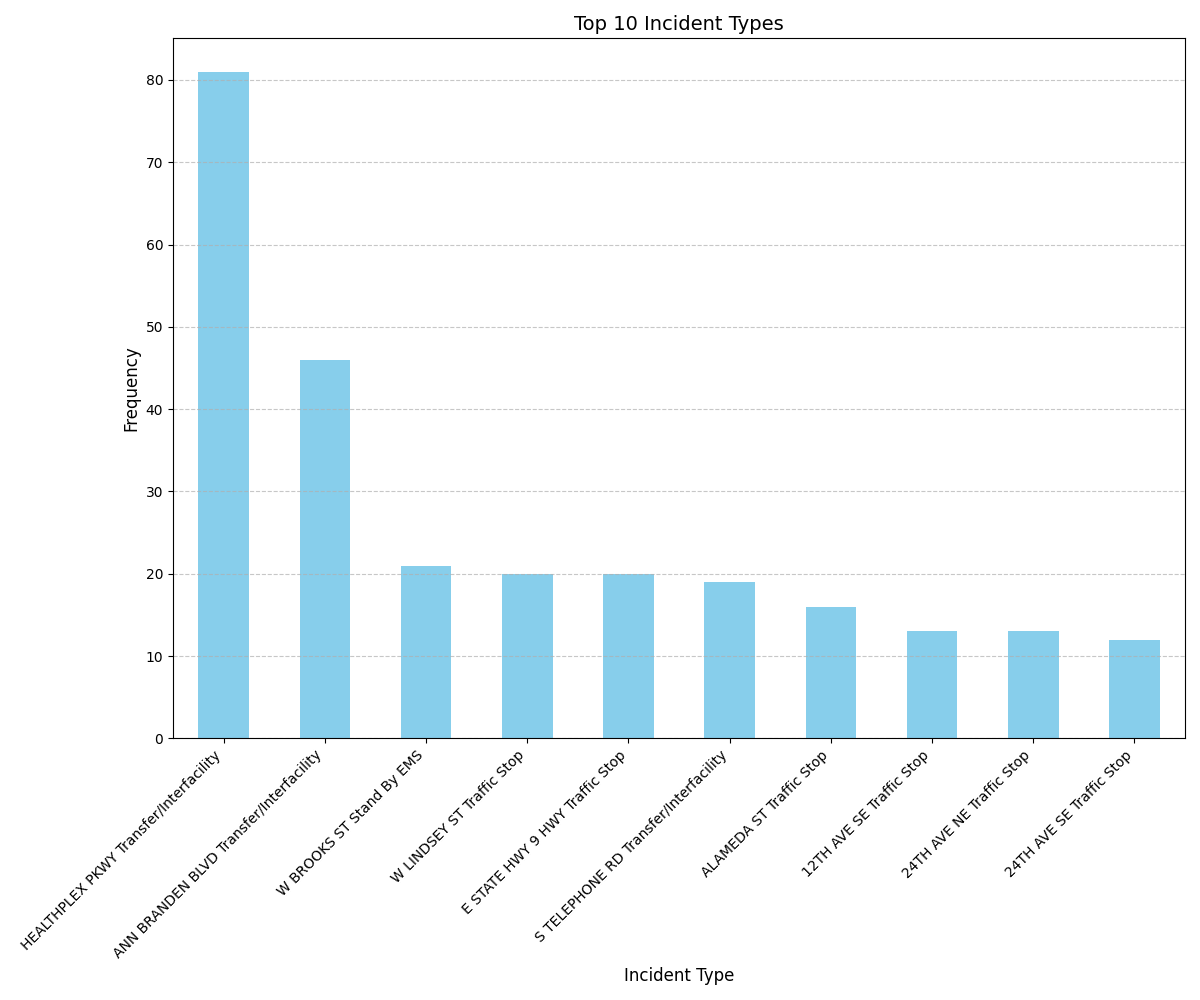 Top 10 Incident Types
Frequency
80
70
60
50
40
30
20
10
0
HEALTHPLEX PKWY Transfer/Interfacility
ANN BRANDEN BLVD Transfer/Interfacility
W BROOKS ST Stand By EMS
W LINDSEY ST Traffic Stop
E STATE HWY 9 HWY Traffic Stop
S TELEPHONE RD Transfer/Interfacility
ALAMEDA ST Traffic Stop
12TH AVE SE Traffic Stop
24TH AVE NE Traffic Stop
24TH AVE SE Traffic Stop
Incident Type